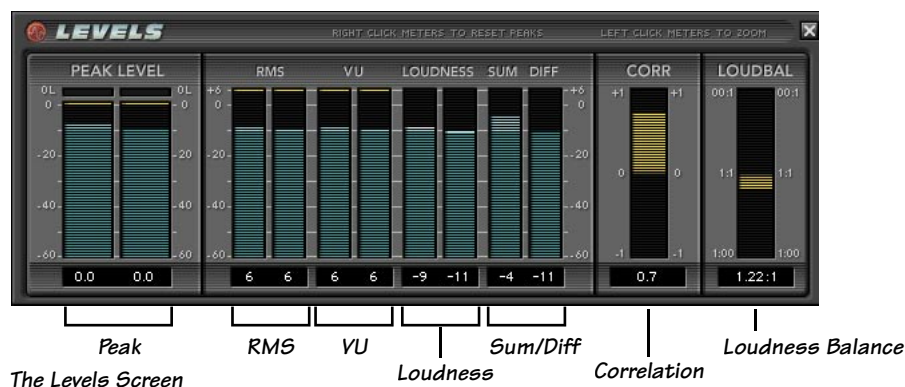 LEVELS RIGHT CLICK METERS TO RESET PEAKS LEFT CLICK METERS TO ZOOM X
PEAK LEVEL RMS VU LOUDNESS SUM DIFF CORR LOUDBAL
OL OL +6 +6 +1 +1 00:1 00:1
0 0 0 0
-20 -20 -20 -20 0 0 1:1 1:1
-40 -40 -40 -40
-60 -60 -60 -60 -1 -1 1:00 1:00
0.0 0.0 6 6 6 6 -9 -11 -4 -11 0.7 1.22:1
Peak RMS VU Sum/Diff Loudness Balance
The Levels Screen Loudness Correlation